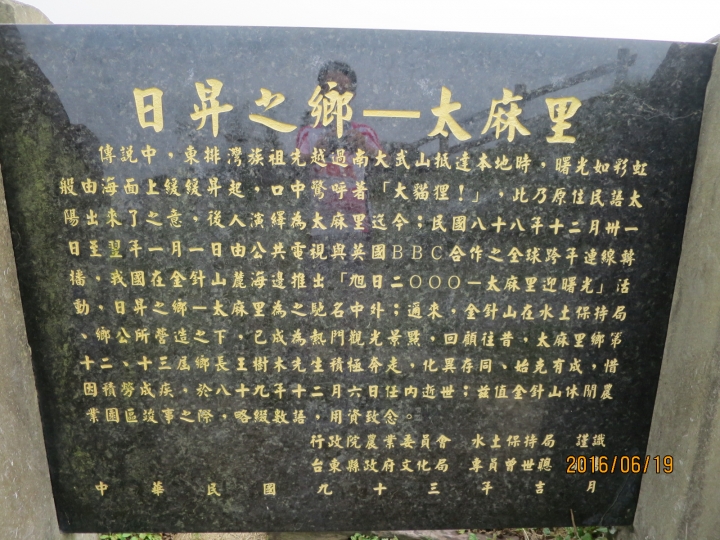 日昇之鄉—太麻里
傳說中，東排灣族祖先越過南大武山抵達本地時，曙光如彩虹
般由海面上緩緩昇起，口中驚呼著「大貓狸！」，此乃原住民語太
陽出來了之意，後人演繹為太麻里迄今；民國八十八年十二月卅一
日至翌年一月一日由公共電視與英國BBC合作之全球跨年連線轉
播，我國在金針山麓海邊推出「旭日二OOO—太麻里迎曙光」活
動，日昇之鄉—太麻里為之馳名中外；邇來，金針山在水土保持局
、鄉公所營造之下，已成為熱門觀光景點，回顧往昔，太麻里鄉第
十二、十三屆鄉長王樹木先生積極奔走，化異存同、始克有成，惜
因積勞成疾，於八十九年十二月六日任內逝世；茲值金針山休閒農
業園區竣事之際，略綴數語，用資致念。
行政院農業委員會 水土保持局 謹識
台東縣政府文化局 專員曾世聰
中華民國九十三年吉月
2016/06/19